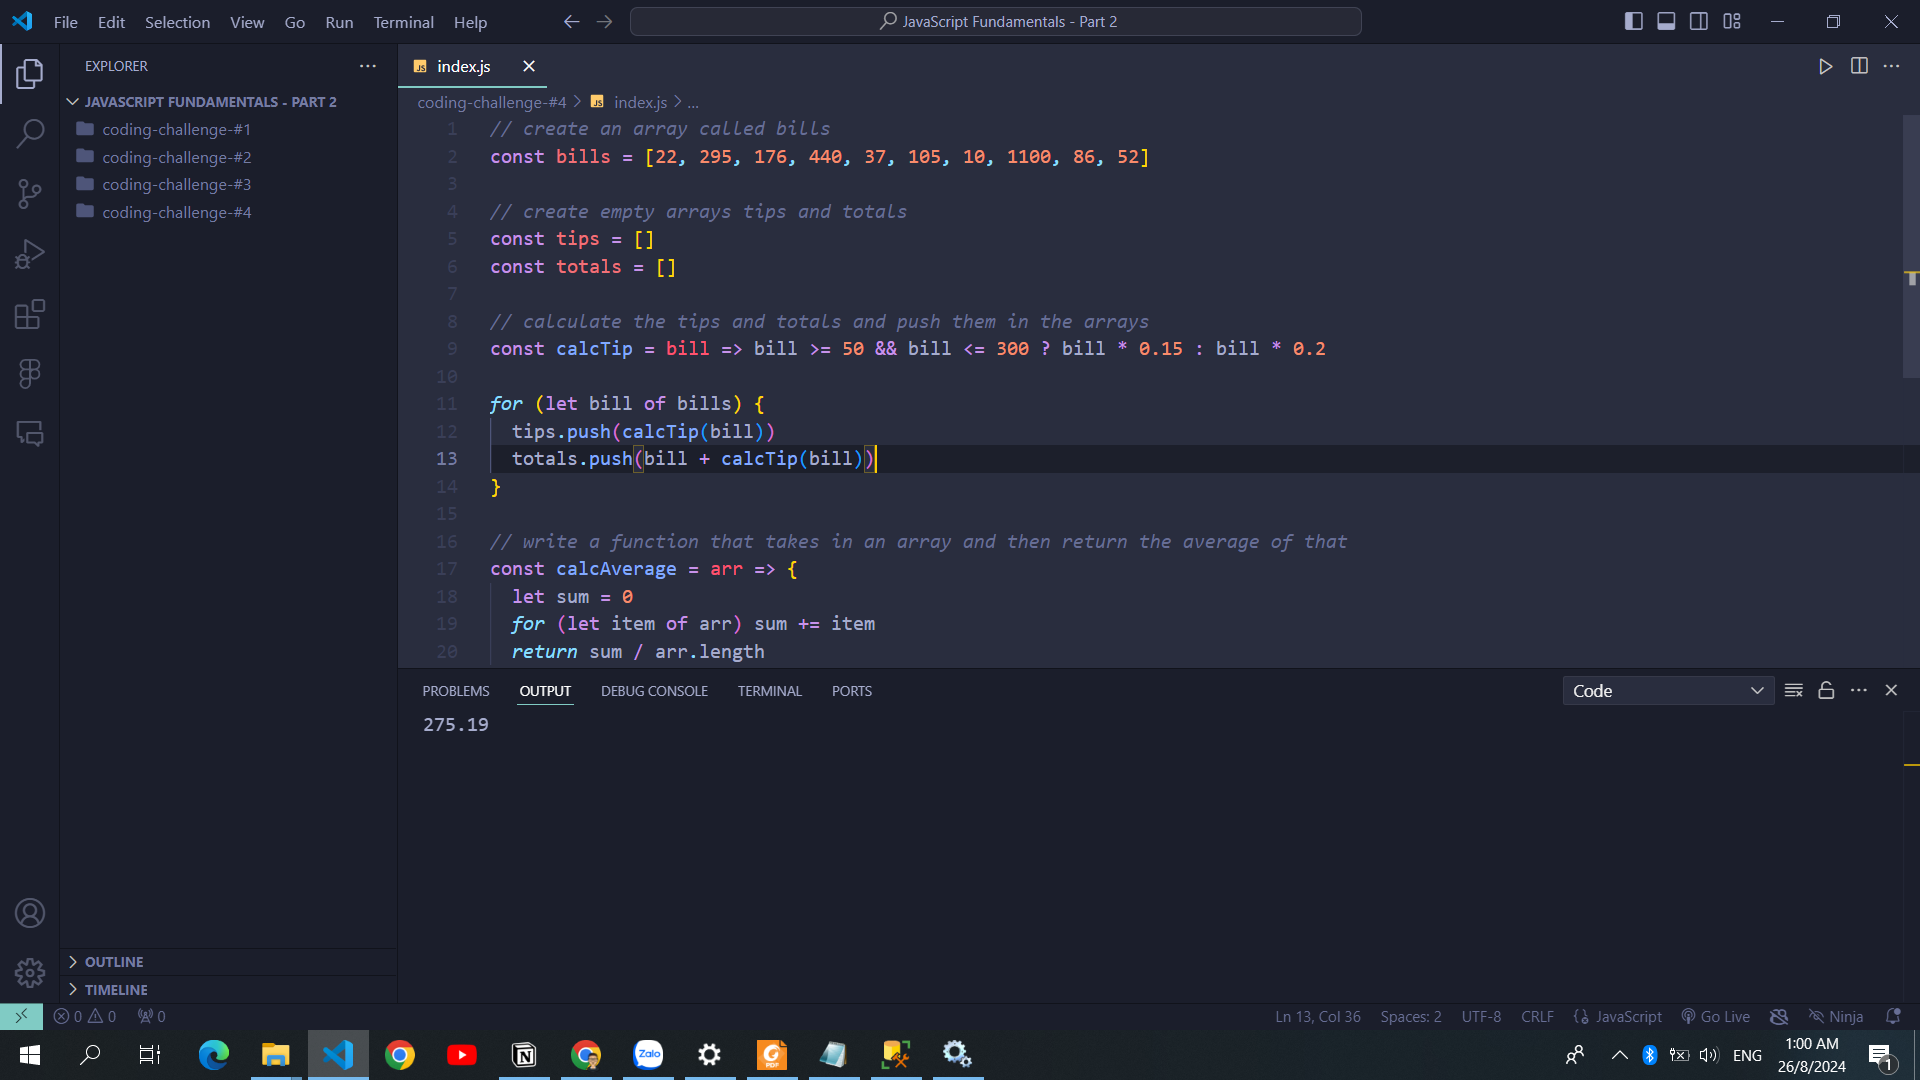 File Edit Selection View Go Run Terminal Help
JavaScript Fundamentals - Part 2
EXPLORER
JAVASCRIPT FUNDAMENTALS - PART 2
coding-challenge-#1
coding-challenge-#2
coding-challenge-#3
coding-challenge-#4
OUTLINE
TIMELINE
JS index.js
coding-challenge-#4 > JS index.js > ...
1 // create an array called bills
2 const bills = [22, 295, 176, 440, 37, 105, 10, 1100, 86, 52]
3
4 // create empty arrays tips and totals
5 const tips = []
6 const totals = []
7
8 // calculate the tips and totals and push them in the arrays
9 const calcTip = bill => bill >= 50 && bill <= 300 ? bill * 0.15 : bill * 0.2
10
11 for (let bill of bills) {
12   tips.push(calcTip(bill))
13   totals.push(bill + calcTip(bill))
14 }
15
16 // write a function that takes in an array and then return the average of that
17 const calcAverage = arr => {
18   let sum = 0
19   for (let item of arr) sum += item
20   return sum / arr.length
PROBLEMS OUTPUT DEBUG CONSOLE TERMINAL PORTS
Code
275.19
0 0 0
Ln 13, Col 36 Spaces: 2 UTF-8 CRLF JavaScript Go Live Ninja
Zalo
PDF
ENG
1:00 AM
26/8/2024
1